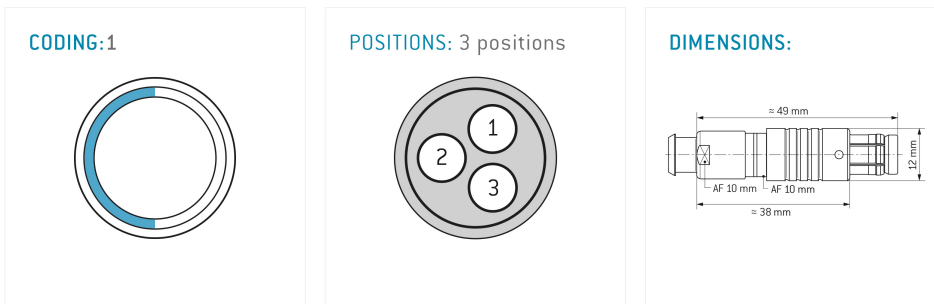 CODING:1
POSITIONS: 3 positions
1
2
3
DIMENSIONS:
≈ 49 mm
12 mm
AF 10 mm
AF 10 mm
≈ 38 mm